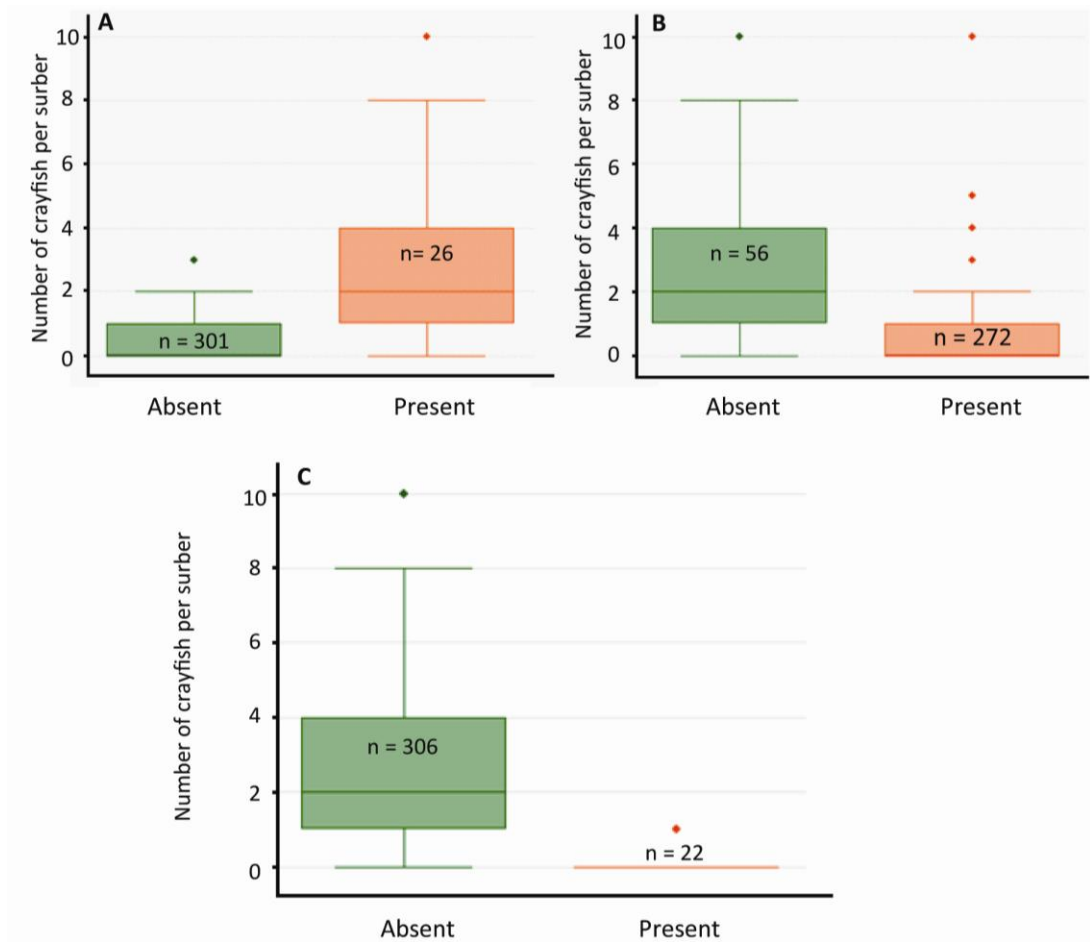 A
Number of crayfish per surber
10
8
6
4
2
0
n = 301
n= 26
Absent
Present
B
Number of crayfish per surber
10
8
6
4
2
0
n = 56
n = 272
Absent
Present
C
Number of crayfish per surber
10
8
6
4
2
0
n = 306
n = 22
Absent
Present